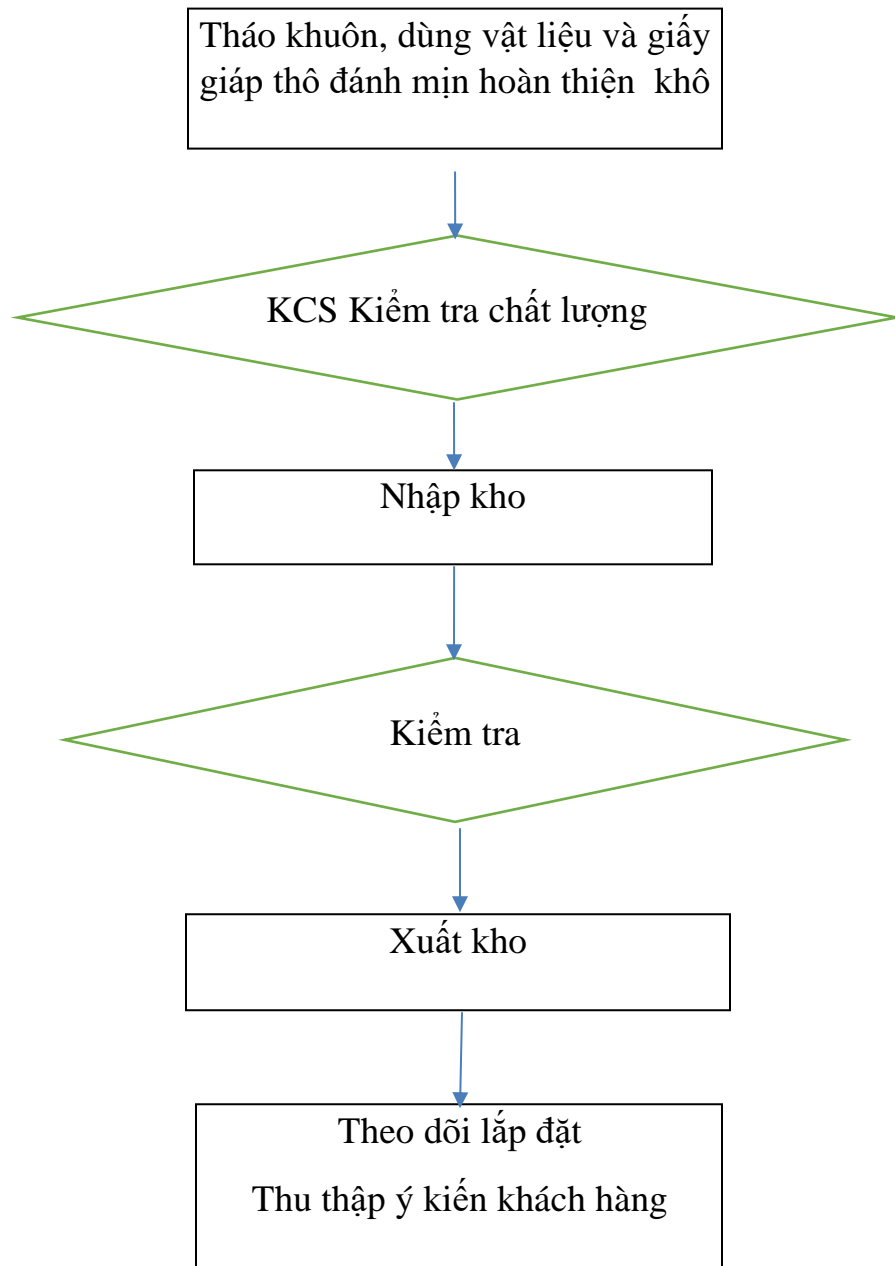 Tháo khuôn, dùng vật liệu và giấy
giáp thô đánh mịn hoàn thiện  khô
KCS Kiểm tra chất lượng
Nhập kho
Kiểm tra
Xuất kho
Theo dõi lắp đặt
Thu thập ý kiến khách hàng